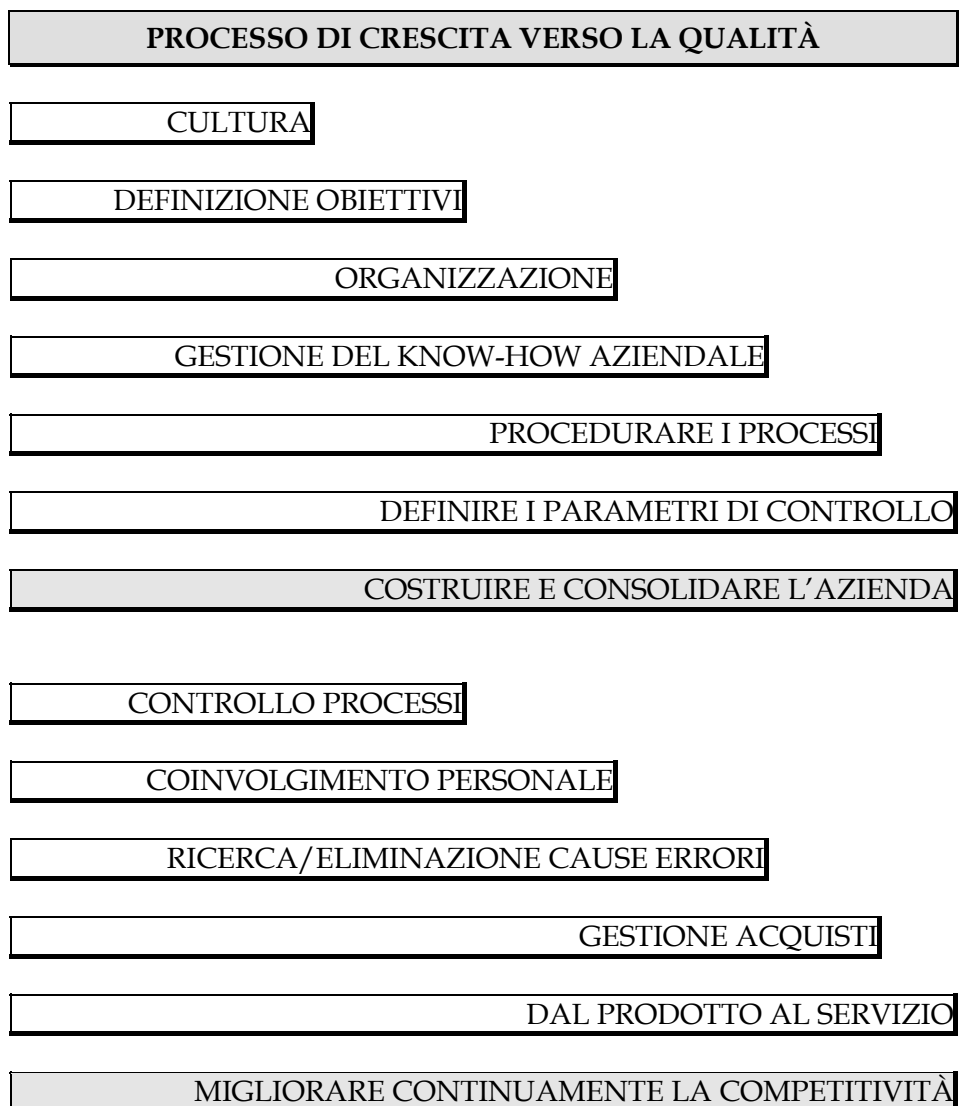 PROCESSO DI CRESCITA VERSO LA QUALITÀ
CULTURA
DEFINIZIONE OBIETTIVI
ORGANIZZAZIONE
GESTIONE DEL KNOW-HOW AZIENDALE
PROCEDURARE I PROCESSI
DEFINIRE I PARAMETRI DI CONTROLLO
COSTRUIRE E CONSOLIDARE L’AZIENDA
CONTROLLO PROCESSI
COINVOLGIMENTO PERSONALE
RICERCA/ELIMINAZIONE CAUSE ERRORI
GESTIONE ACQUISTI
DAL PRODOTTO AL SERVIZIO
MIGLIORARE CONTINUAMENTE LA COMPETITIVITÀ